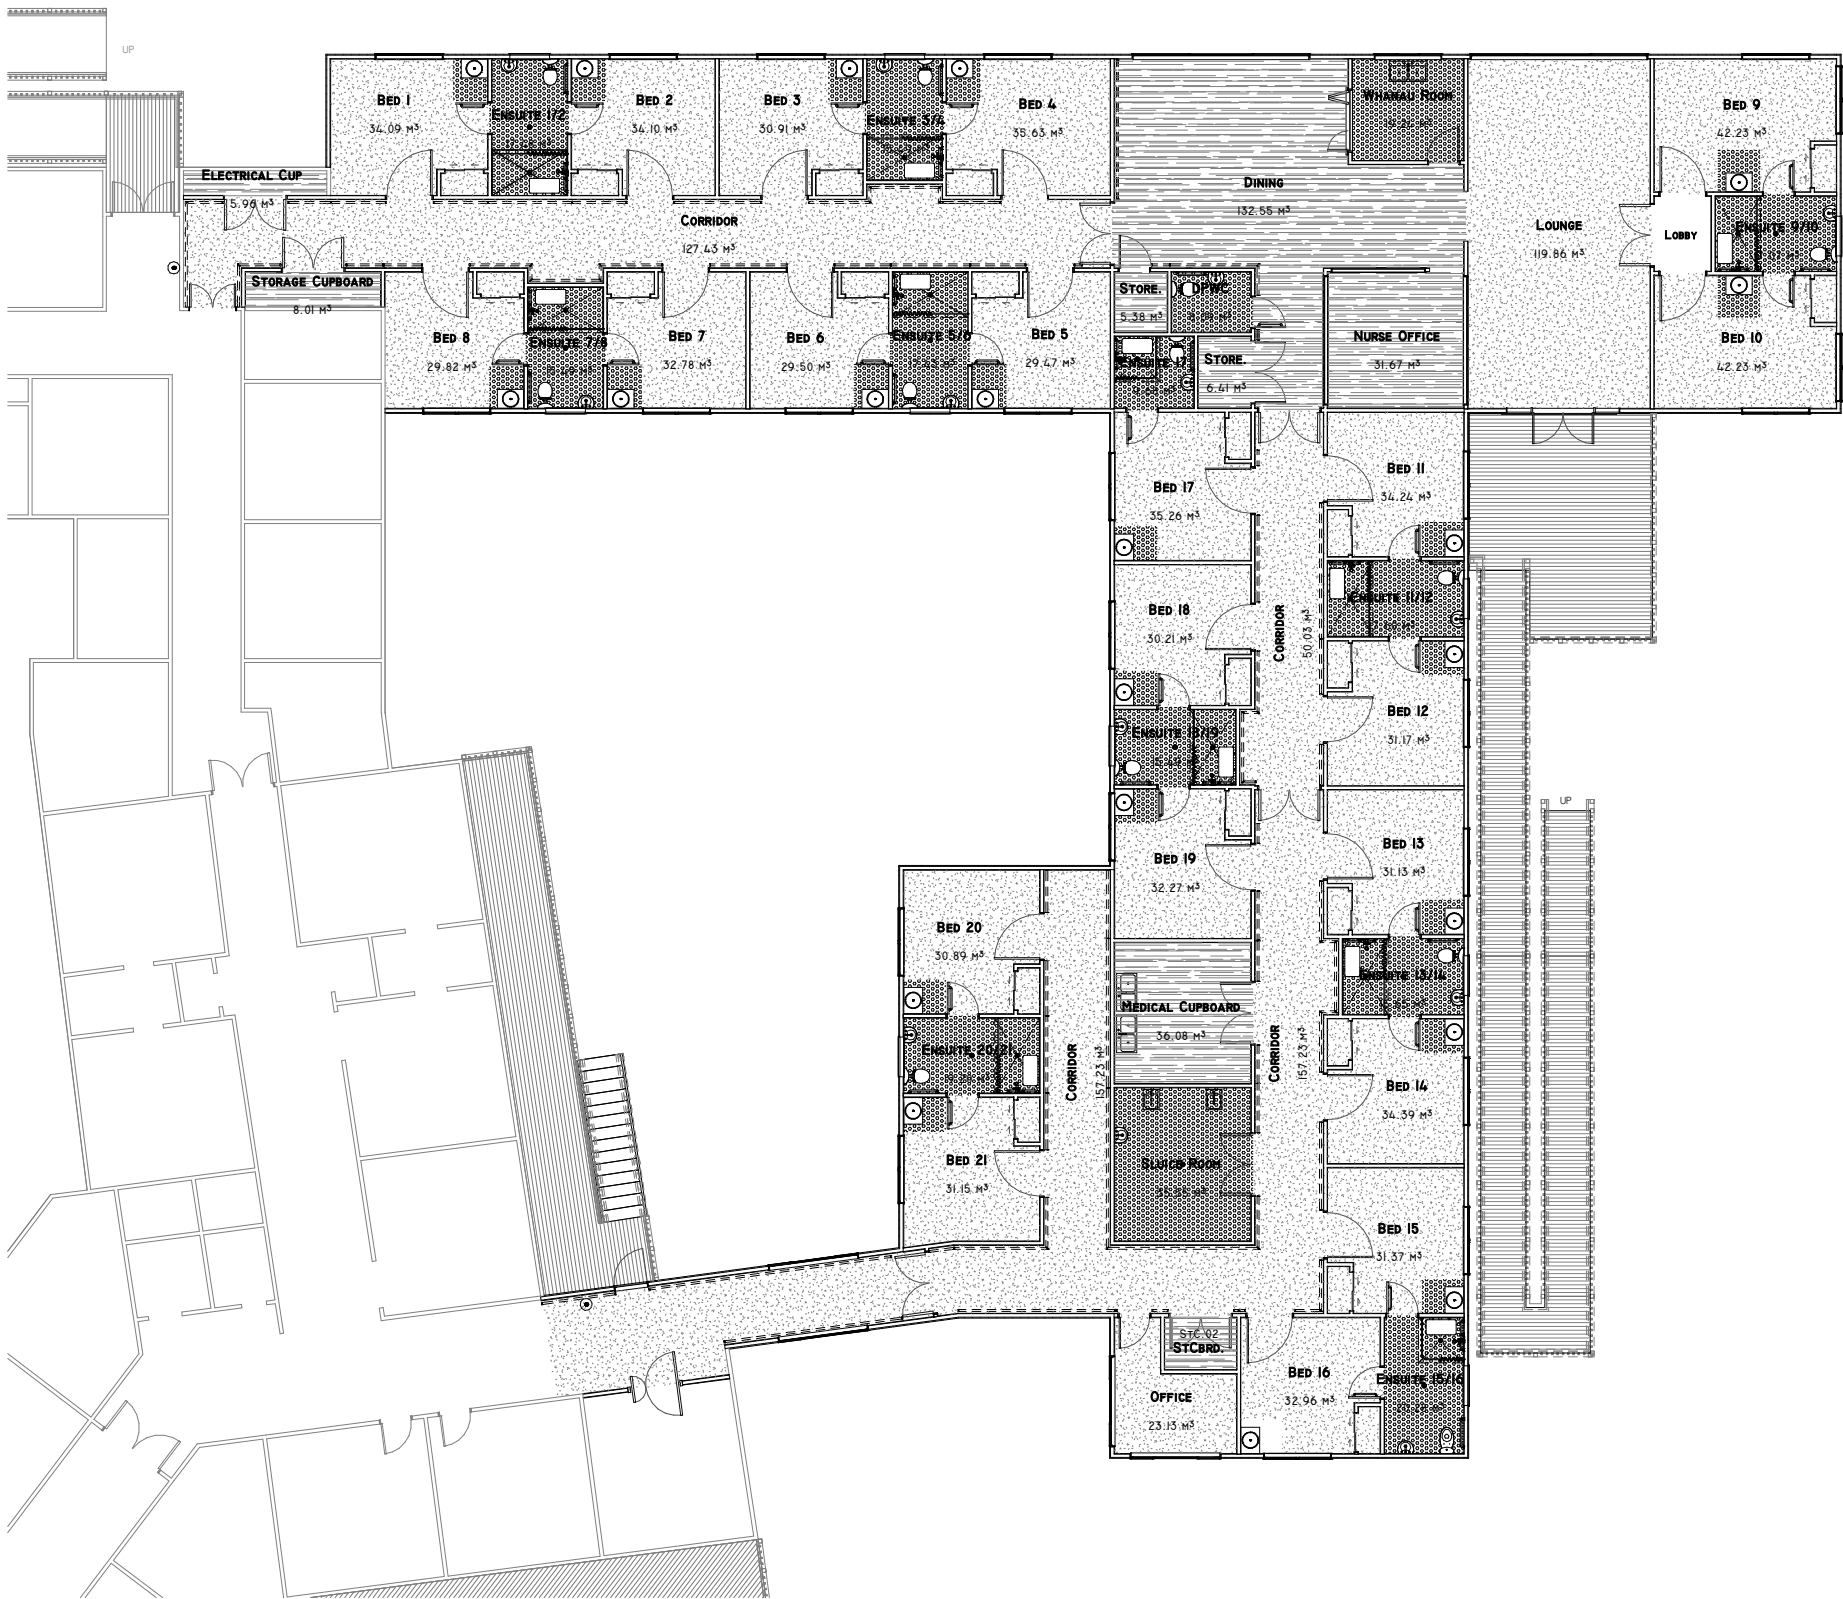 UP
Bed 1
34.09 m³
Ensuite 1/2
Bed 2
34.10 m³
Bed 3
30.91 m³
Ensuite 3/4
Bed 4
35.63 m³
Whanau Room
Bed 9
42.23 m³
Electrical Cup
5.96 m³
Dining
132.55 m³
Corridor
127.43 m³
Lounge
119.86 m³
Lobby
Ensuite 9/10
Storage Cupboard
8.01 m³
Store.
5.38 m³
DPWC
Bed 8
29.82 m³
Ensuite 7/8
Bed 7
32.78 m³
Bed 6
29.50 m³
Ensuite 5/6
Bed 5
29.47 m³
Ensuite 17
Store.
6.41 m³
Nurse Office
31.67 m³
Bed 10
42.23 m³
Bed 17
35.26 m³
Bed 11
34.24 m³
Ensuite 11/12
Bed 18
30.21 m³
Corridor
50.03 m³
Bed 12
31.17 m³
Ensuite 18/19
UP
Bed 19
32.27 m³
Bed 13
31.13 m³
Bed 20
30.89 m³
Ensuite 13/14
Medical Cupboard
36.08 m³
Ensuite 20/21
Corridor
157.23 m³
Corridor
157.23 m³
Bed 14
34.39 m³
Bed 21
31.15 m³
Sluice Room
Bed 15
31.37 m³
StC 02
StCbrd.
Office
23.13 m³
Bed 16
32.96 m³
Ensuite 15/16